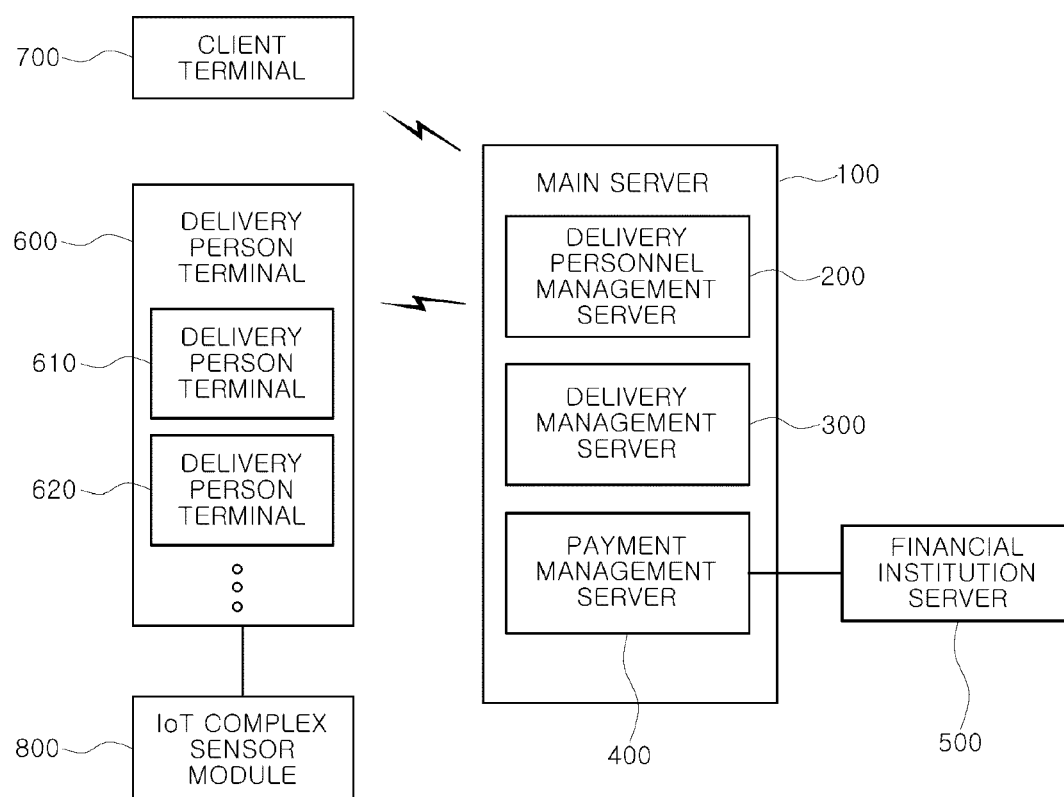 700
CLIENT
TERMINAL
600
DELIVERY
PERSON
TERMINAL
610
DELIVERY
PERSON
TERMINAL
620
DELIVERY
PERSON
TERMINAL
800
IoT COMPLEX
SENSOR
MODULE
MAIN SERVER
100
DELIVERY
PERSONNEL
MANAGEMENT
SERVER
200
DELIVERY
MANAGEMENT
SERVER
300
PAYMENT
MANAGEMENT
SERVER
400
FINANCIAL
INSTITUTION
SERVER
500